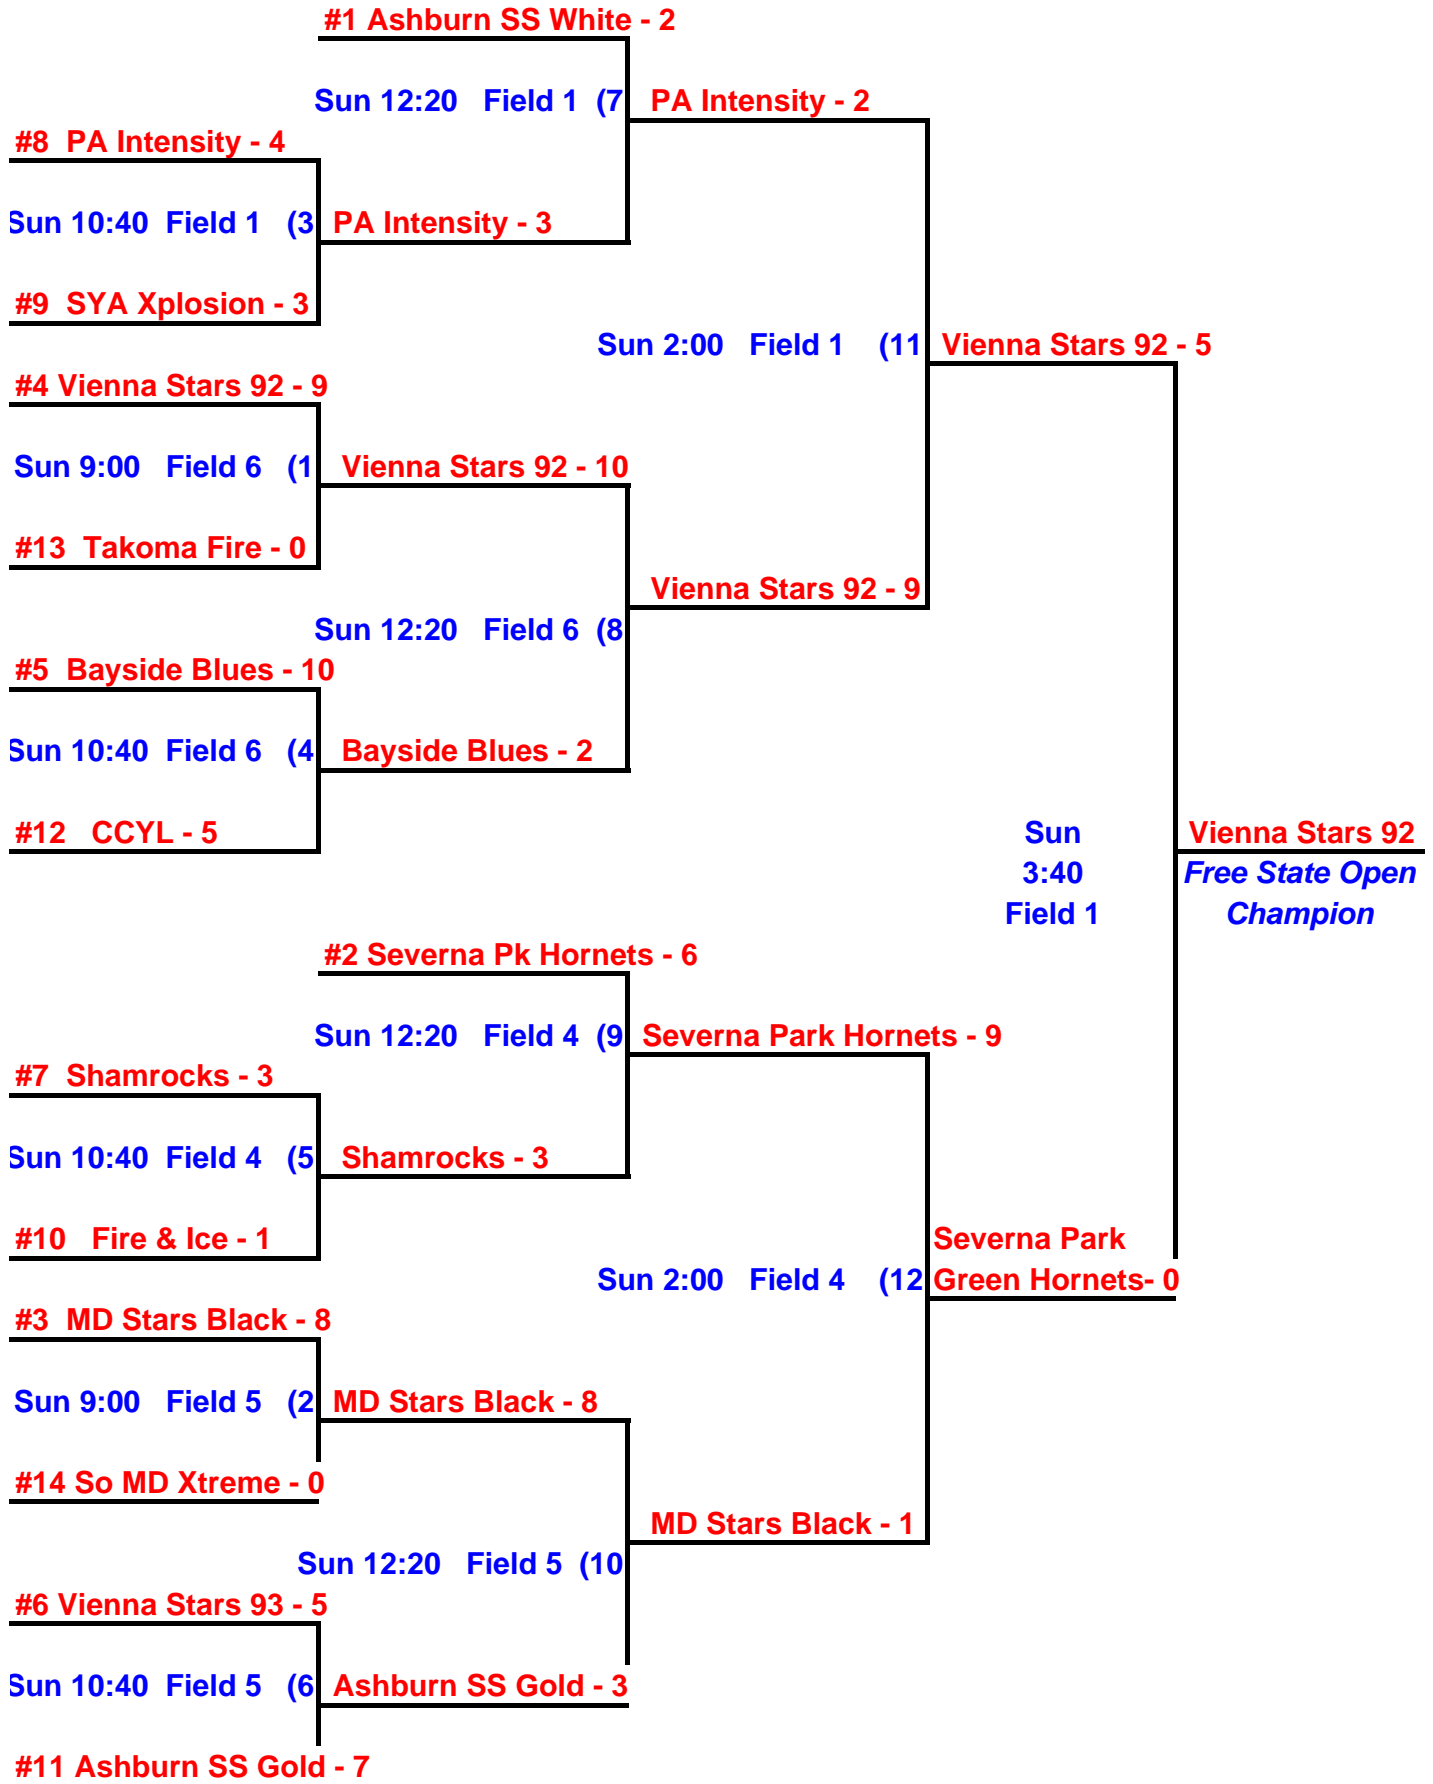 #1 Ashburn SS White - 2
Sun 12:20 Field 1 (7
PA Intensity - 2
#8 PA Intensity - 4
Sun 10:40 Field 1 (3
PA Intensity - 3
#9 SYA Xplosion - 3
Sun 2:00 Field 1 (11
Vienna Stars 92 - 5
#4 Vienna Stars 92 - 9
Sun 9:00 Field 6 (1
Vienna Stars 92 - 10
#13 Takoma Fire - 0
Vienna Stars 92 - 9
Sun 12:20 Field 6 (8
#5 Bayside Blues - 10
Sun 10:40 Field 6 (4
Bayside Blues - 2
#12 CCYL - 5
Sun
3:40
Field 1
Vienna Stars 92
Free State Open
Champion
#2 Severna Pk Hornets - 6
Sun 12:20 Field 4 (9
Severna Park Hornets - 9
#7 Shamrocks - 3
Sun 10:40 Field 4 (5
Shamrocks - 3
#10 Fire & Ice - 1
Severna Park
Green Hornets- 0
Sun 2:00 Field 4 (12
#3 MD Stars Black - 8
Sun 9:00 Field 5 (2
MD Stars Black - 8
#14 So MD Xtreme - 0
MD Stars Black - 1
Sun 12:20 Field 5 (10
#6 Vienna Stars 93 - 5
Sun 10:40 Field 5 (6
Ashburn SS Gold - 3
#11 Ashburn SS Gold - 7